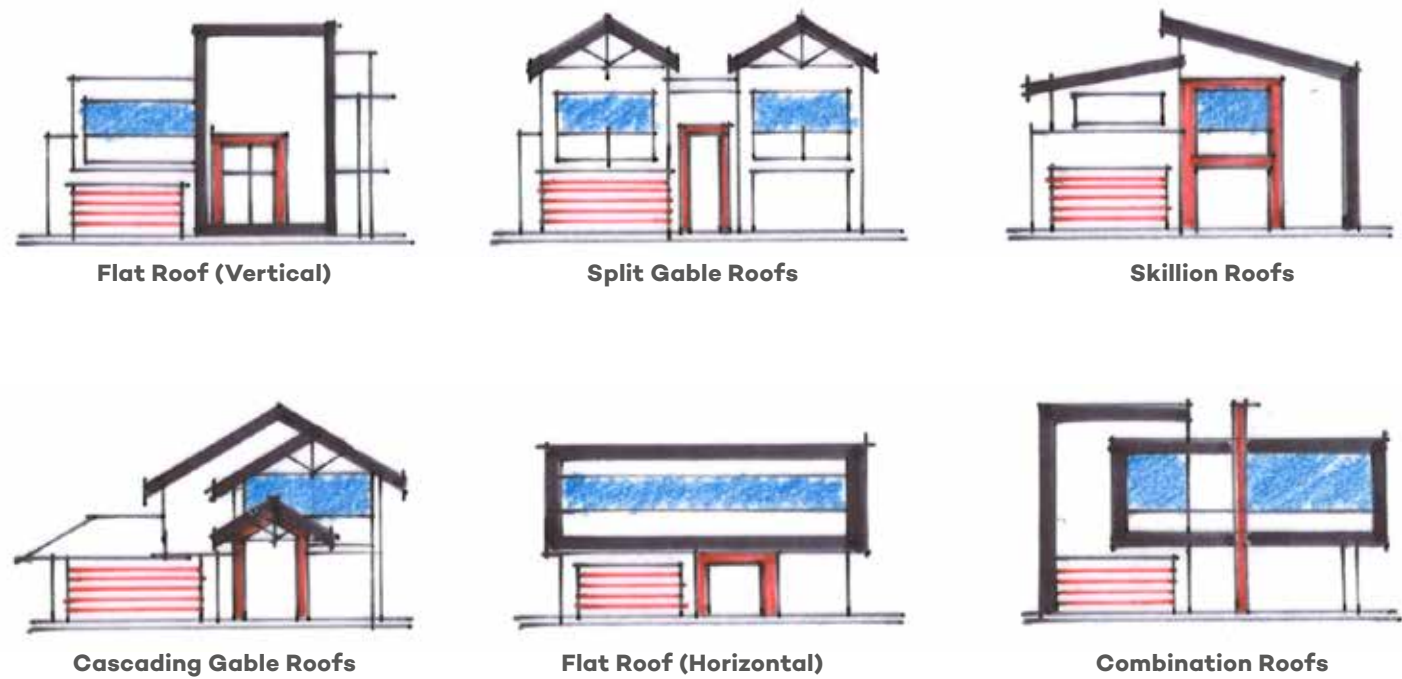 Flat Roof (Vertical)
Split Gable Roofs
Skillion Roofs
Cascading Gable Roofs
Flat Roof (Horizontal)
Combination Roofs